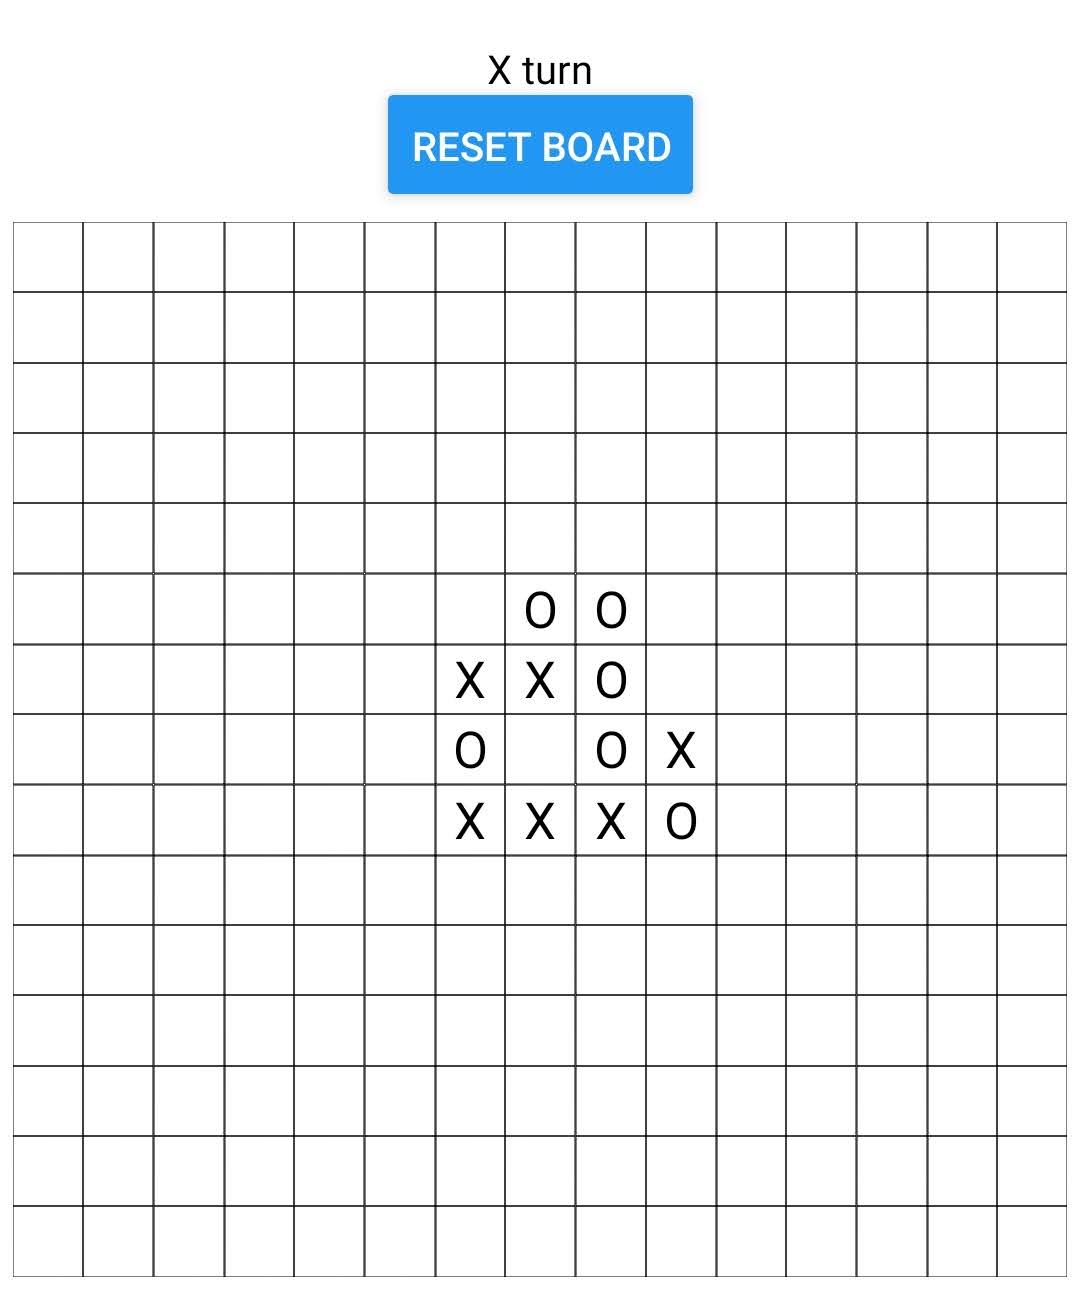 X turn
RESET BOARD
O O
X X O
O O X
X X X O